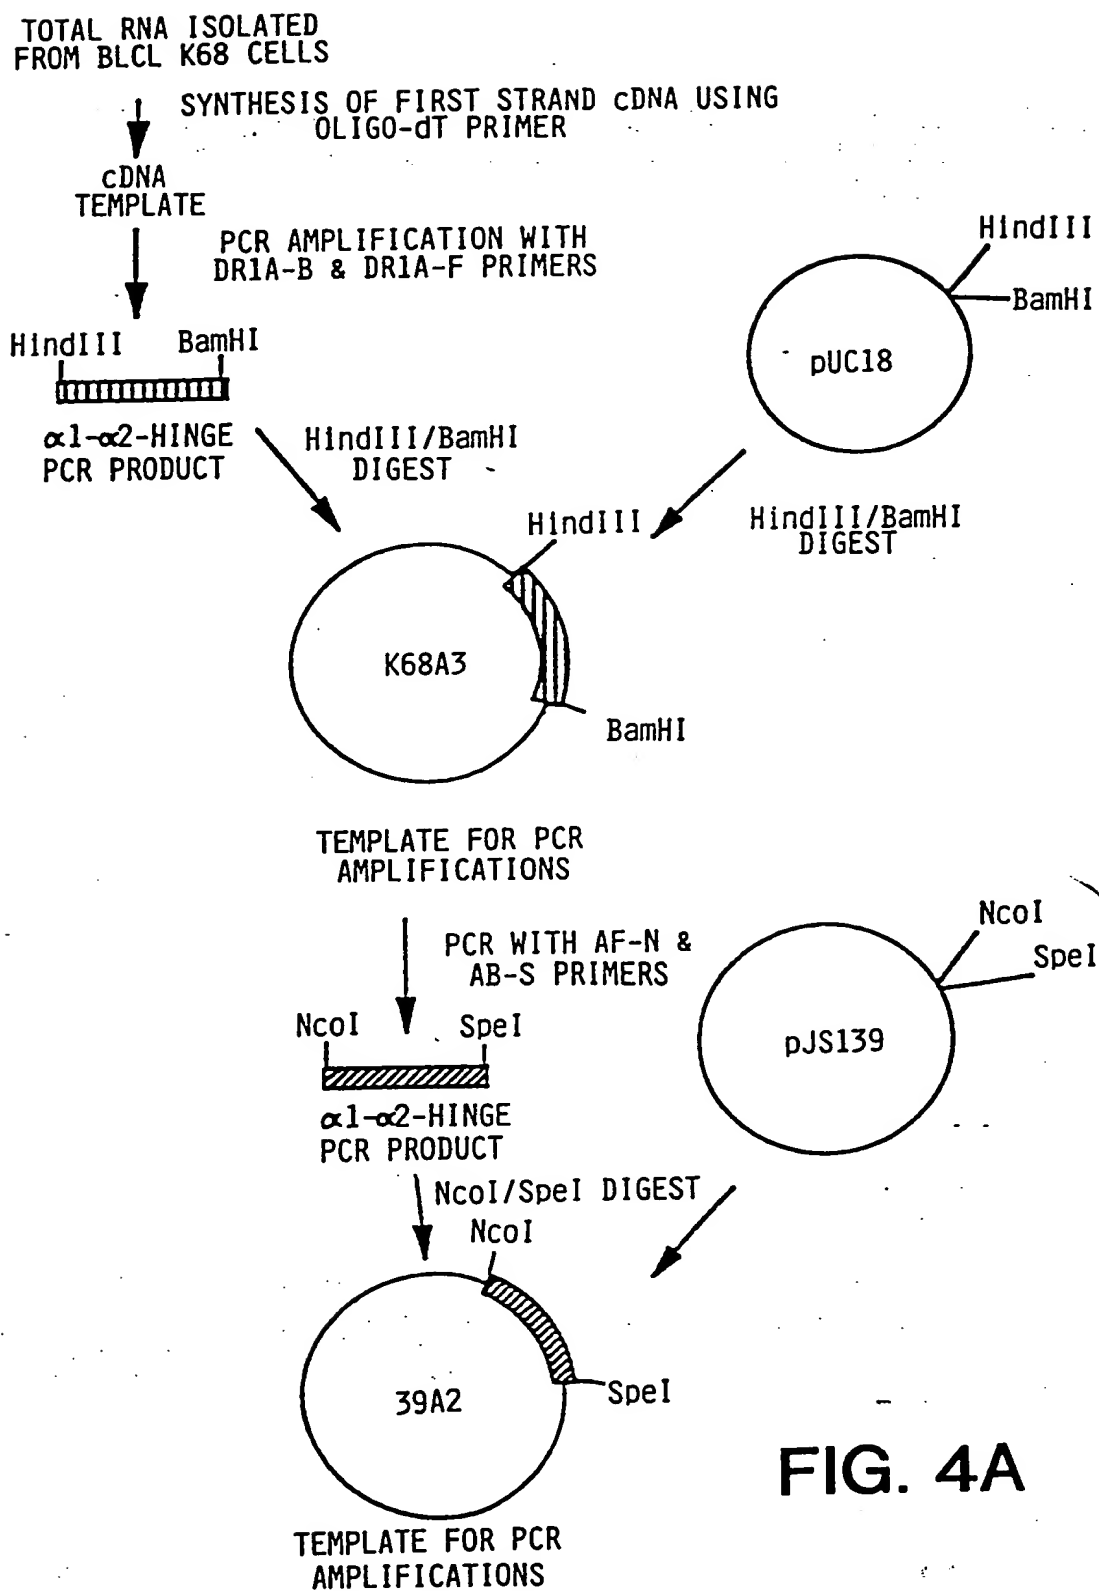 TOTAL RNA ISOLATED
FROM BLCL K68 CELLS
SYNTHESIS OF FIRST STRAND cDNA USING
OLIGO-dT PRIMER
cDNA
TEMPLATE
PCR AMPLIFICATION WITH
DR1A-B & DR1A-F PRIMERS
HindIII
BamHI
HindIII BamHI
pUC18
α1-α2-HINGE
PCR PRODUCT
HindIII/BamHI
DIGEST
HindIII
HindIII/BamHI
DIGEST
K68A3
BamHI
TEMPLATE FOR PCR
AMPLIFICATIONS
PCR WITH AF-N &
AB-S PRIMERS
NcoI
SpeI
NcoI SpeI
pJS139
α1-α2-HINGE
PCR PRODUCT
NcoI/SpeI DIGEST
NcoI
39A2
SpeI
FIG. 4A
TEMPLATE FOR PCR
AMPLIFICATIONS